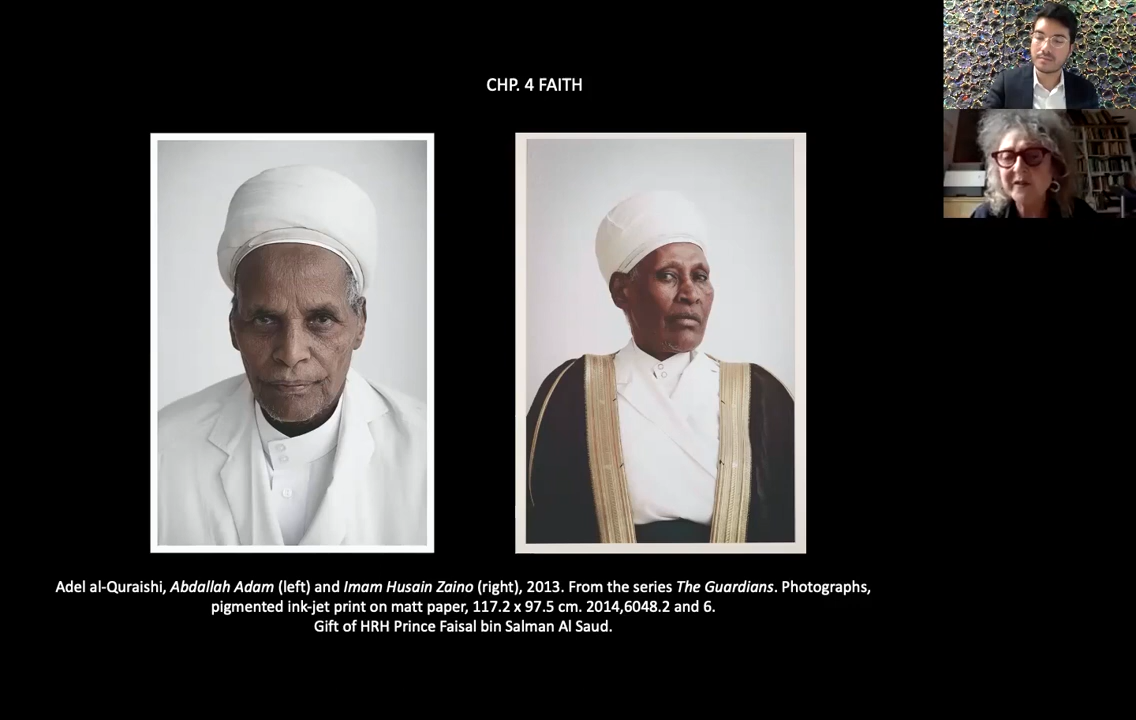 CHP. 4 FAITH
Adel al-Quraishi, Abdallah Adam (left) and Imam Husain Zaino (right), 2013. From the series The Guardians. Photographs,
pigmented ink-jet print on matt paper, 117.2 x 97.5 cm. 2014,6048.2 and 6.
Gift of HRH Prince Faisal bin Salman Al Saud.